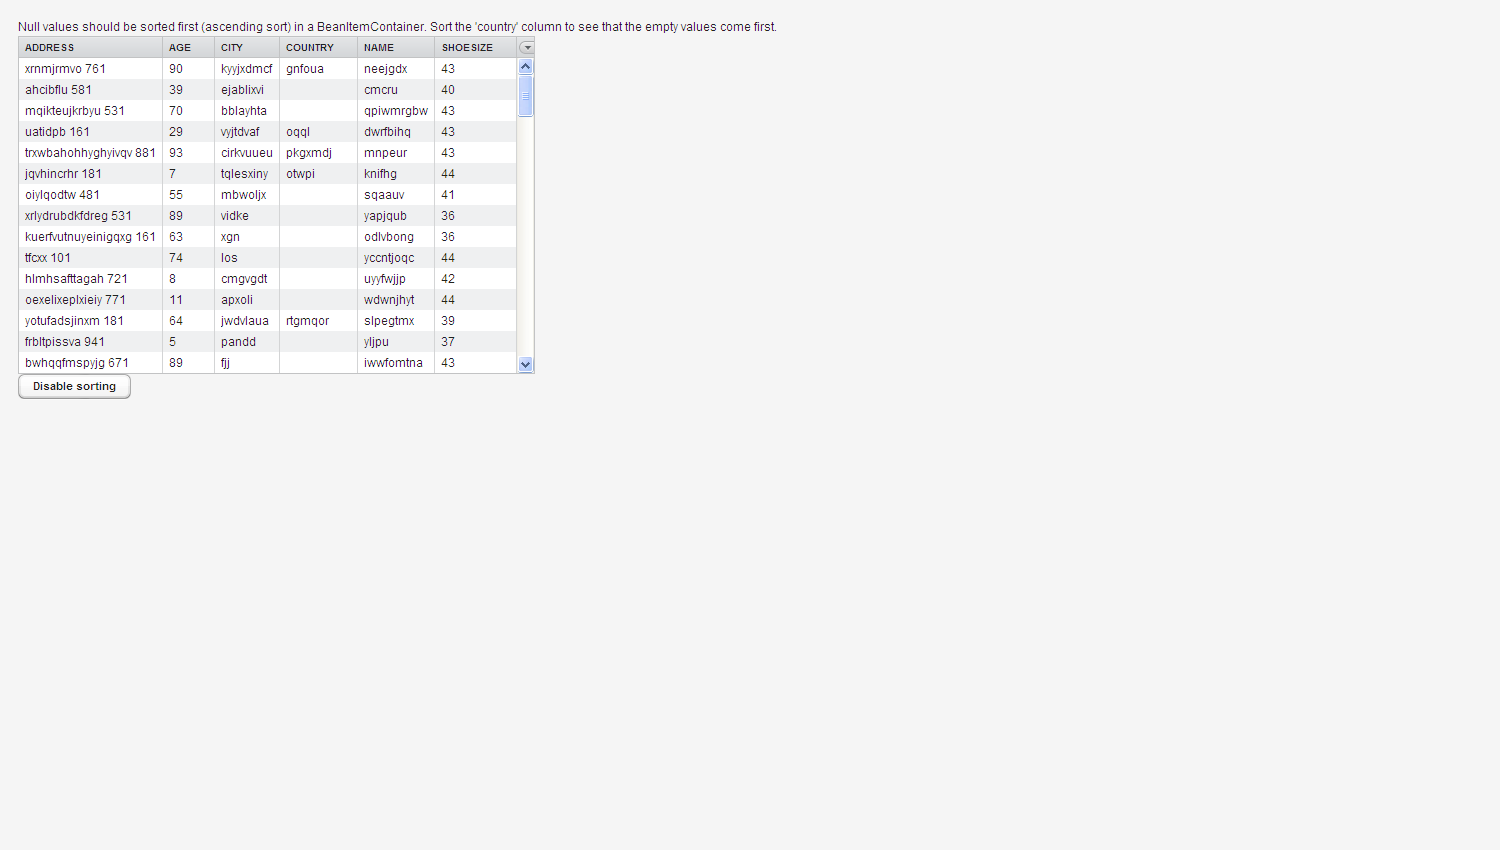 Null values should be sorted first (ascending sort) in a BeanItemContainer. Sort the 'country' column to see that the empty values come first.
ADDRESS AGE CITY COUNTRY NAME SHOESIZE
xrnmjrmvo 761 90 kyyjxdmcf gnfoua neejgdx 43
ahcibflu 581 39 ejablixvi cmcru 40
mqikteujkrbyu 531 70 bblayhta qpiwmrgbw 43
uatidpb 161 29 vyjtdvaf oqql dwrfbihq 43
trxwbahohhyghyivqv 881 93 cirkvuueu pkgxmdj mnpeur 43
jqvhincrhr 181 7 tqlesxiny otwpi knifhg 44
oiylqodtw 481 55 mbwoljx sqaauv 41
xrlydrubdkfdreg 531 89 vidke yapjqub 36
kuerfvutnuyeinigqxg 161 63 xgn odlvbong 36
tfcxx 101 74 los yccntjoqc 44
hlmhsafttagah 721 8 cmgvgdt uyyfwjjp 42
oexelixeplxieiy 771 11 apxoli wdwnjhyt 44
yotufadsjinxm 181 64 jwdvlaua rtgmqor slpegtmx 39
frbltpissva 941 5 pandd yljpu 37
bwhqqfmspyjg 671 89 fjj iwwfomtna 43
Disable sorting